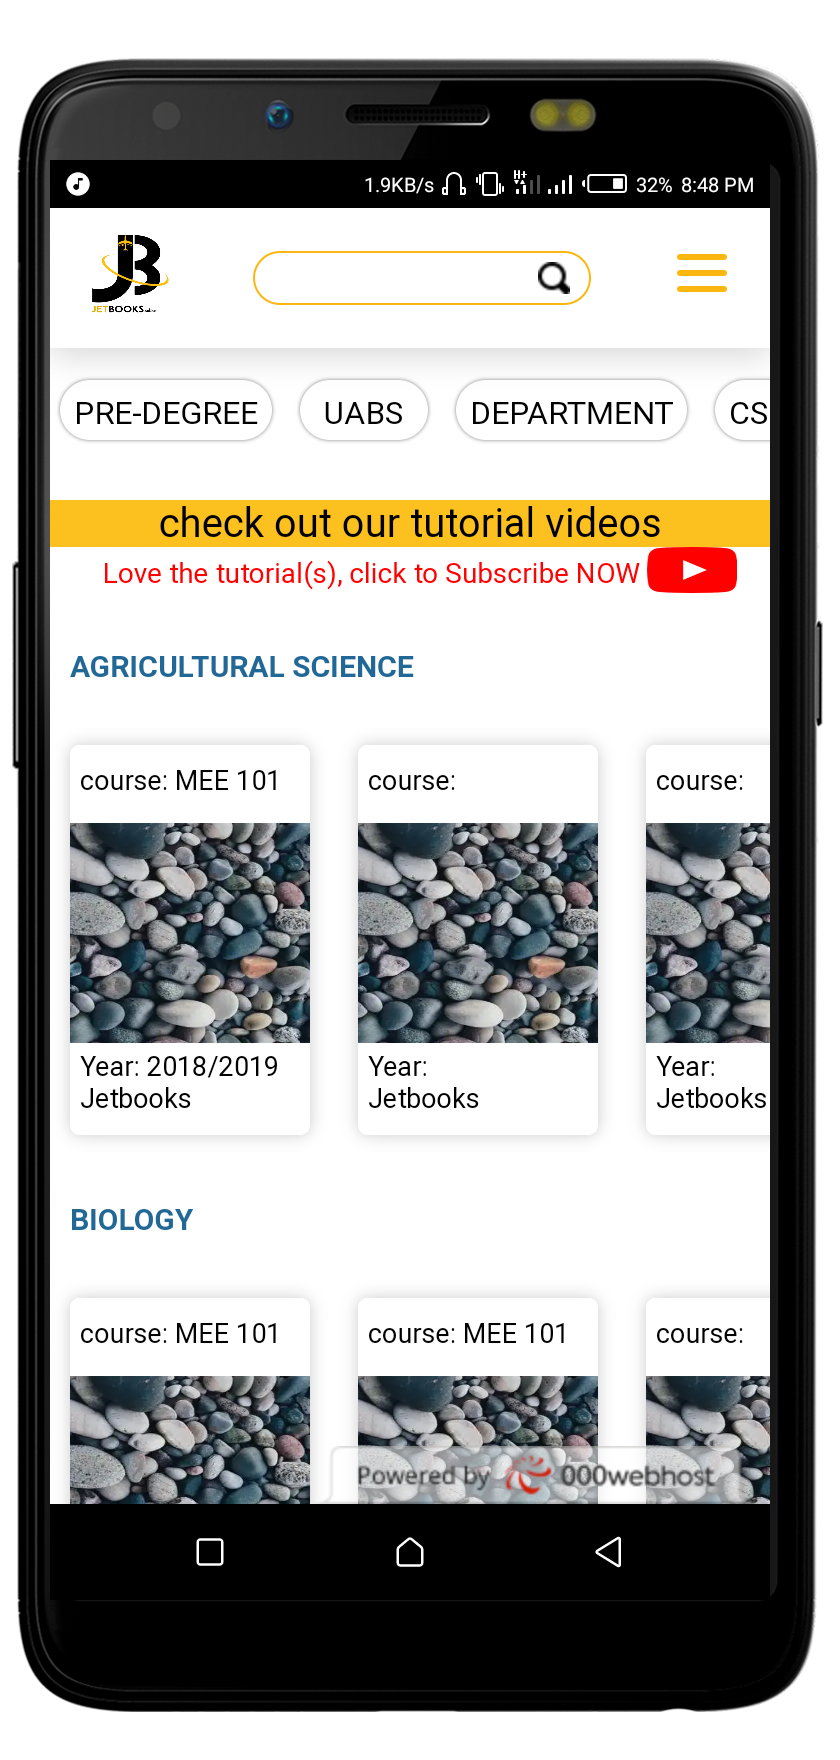 1.9KB/s H+ 32% 8:48 PM
JB
JETBOOKS
PRE-DEGREE UABS DEPARTMENT CS
check out our tutorial videos
Love the tutorial(s), click to Subscribe NOW
AGRICULTURAL SCIENCE
course: MEE 101 course: course:
Year: 2018/2019 Year: Year:
Jetbooks Jetbooks Jetbooks
BIOLOGY
course: MEE 101 course: MEE 101 course:
Powered by 000webhost